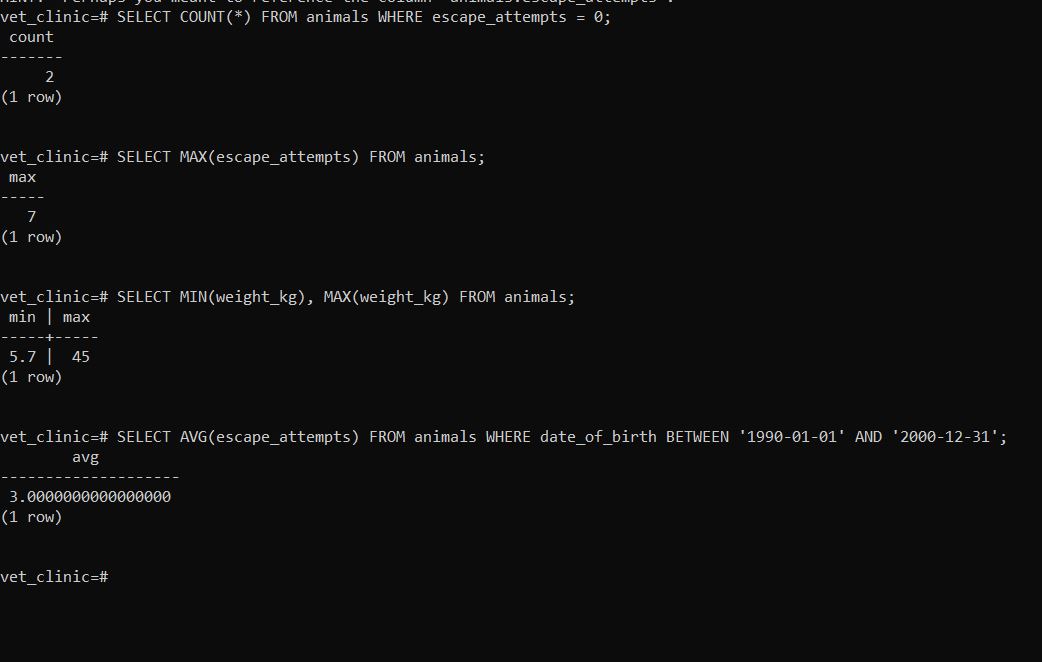 vet_clinic=# SELECT COUNT(*) FROM animals WHERE escape_attempts = 0;
 count
-------
     2
(1 row)
vet_clinic=# SELECT MAX(escape_attempts) FROM animals;
 max
-----
   7
(1 row)
vet_clinic=# SELECT MIN(weight_kg), MAX(weight_kg) FROM animals;
 min | max
-----+-----
 5.7 |  45
(1 row)
vet_clinic=# SELECT AVG(escape_attempts) FROM animals WHERE date_of_birth BETWEEN '1990-01-01' AND '2000-12-31';
        avg
--------------------
 3.0000000000000000
(1 row)
vet_clinic=#